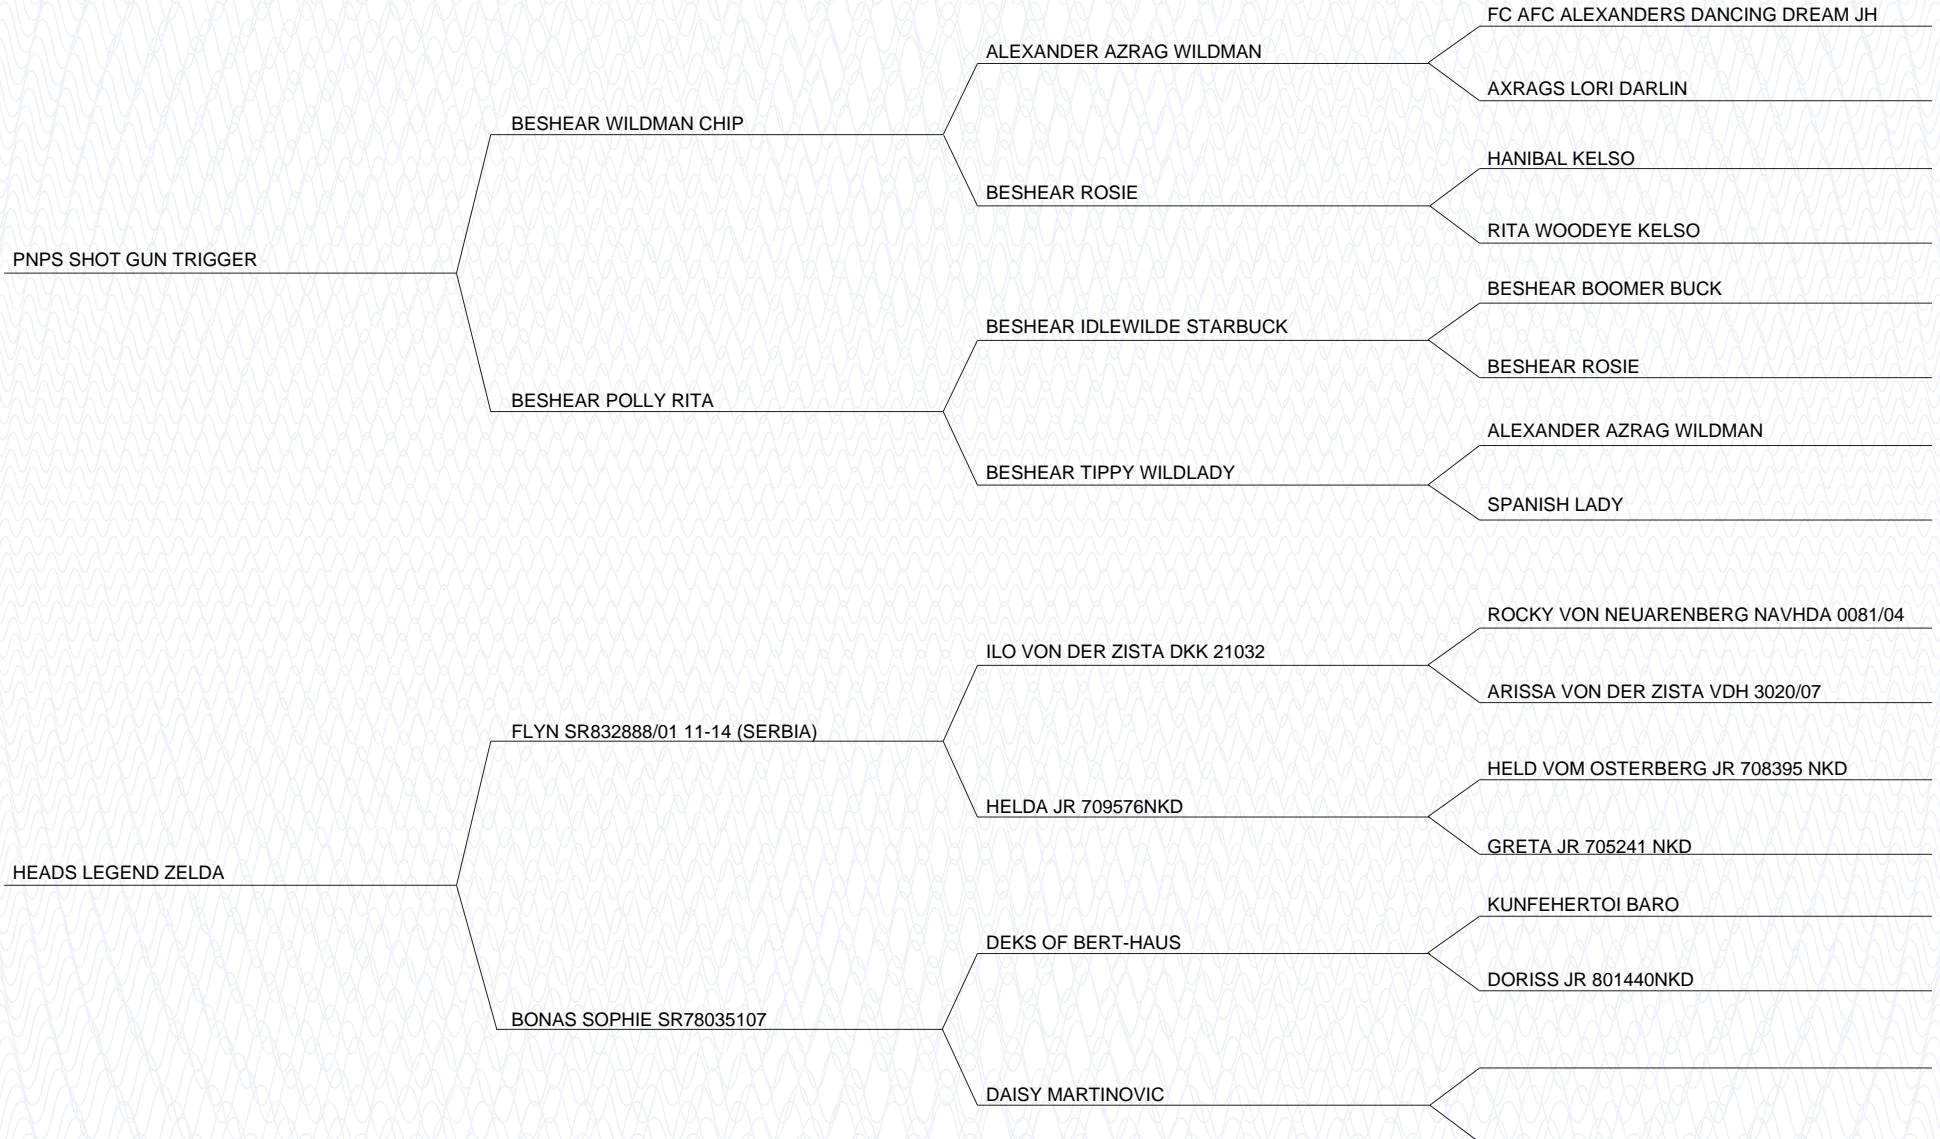 FC AFC ALEXANDERS DANCING DREAM JH
ALEXANDER AZRAG WILDMAN
AXRAGS LORI DARLIN
BESHEAR WILDMAN CHIP
HANIBAL KELSO
BESHEAR ROSIE
RITA WOODEYE KELSO
PNPS SHOT GUN TRIGGER
BESHEAR BOOMER BUCK
BESHEAR IDLEWILDE STARBUCK
BESHEAR ROSIE
BESHEAR POLLY RITA
ALEXANDER AZRAG WILDMAN
BESHEAR TIPPY WILDLADY
SPANISH LADY
ROCKY VON NEUARENBERG NAVHDA 0081/04
ILO VON DER ZISTA DKK 21032
ARISSA VON DER ZISTA VDH 3020/07
FLYN SR832888/01 11-14 (SERBIA)
HELD VOM OSTERBERG JR 708395 NKD
HELDA JR 709576NKD
GRETA JR 705241 NKD
HEADS LEGEND ZELDA
KUNFEHERTOI BARO
DEKS OF BERT-HAUS
DORISS JR 801440NKD
BONAS SOPHIE SR78035107
DAISY MARTINOVIC